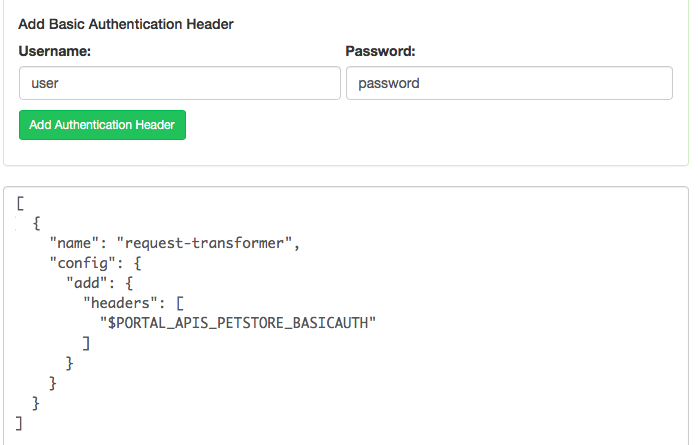 Add Basic Authentication Header
Username: Password:
user password
Add Authentication Header
[
  {
    "name": "request-transformer",
    "config": {
      "add": {
        "headers": [
          "$PORTAL_APIS_PETSTORE_BASICAUTH"
        ]
      }
    }
  }
]